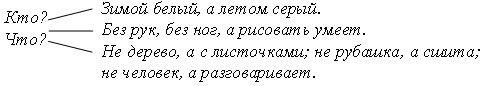 Кто?
Что?
Зимой белый, а летом серый.
Без рук, без ног, а рисовать умеет.
Не дерево, а с листочками; не рубашка, а сшита;
не человек, а разговаривает.